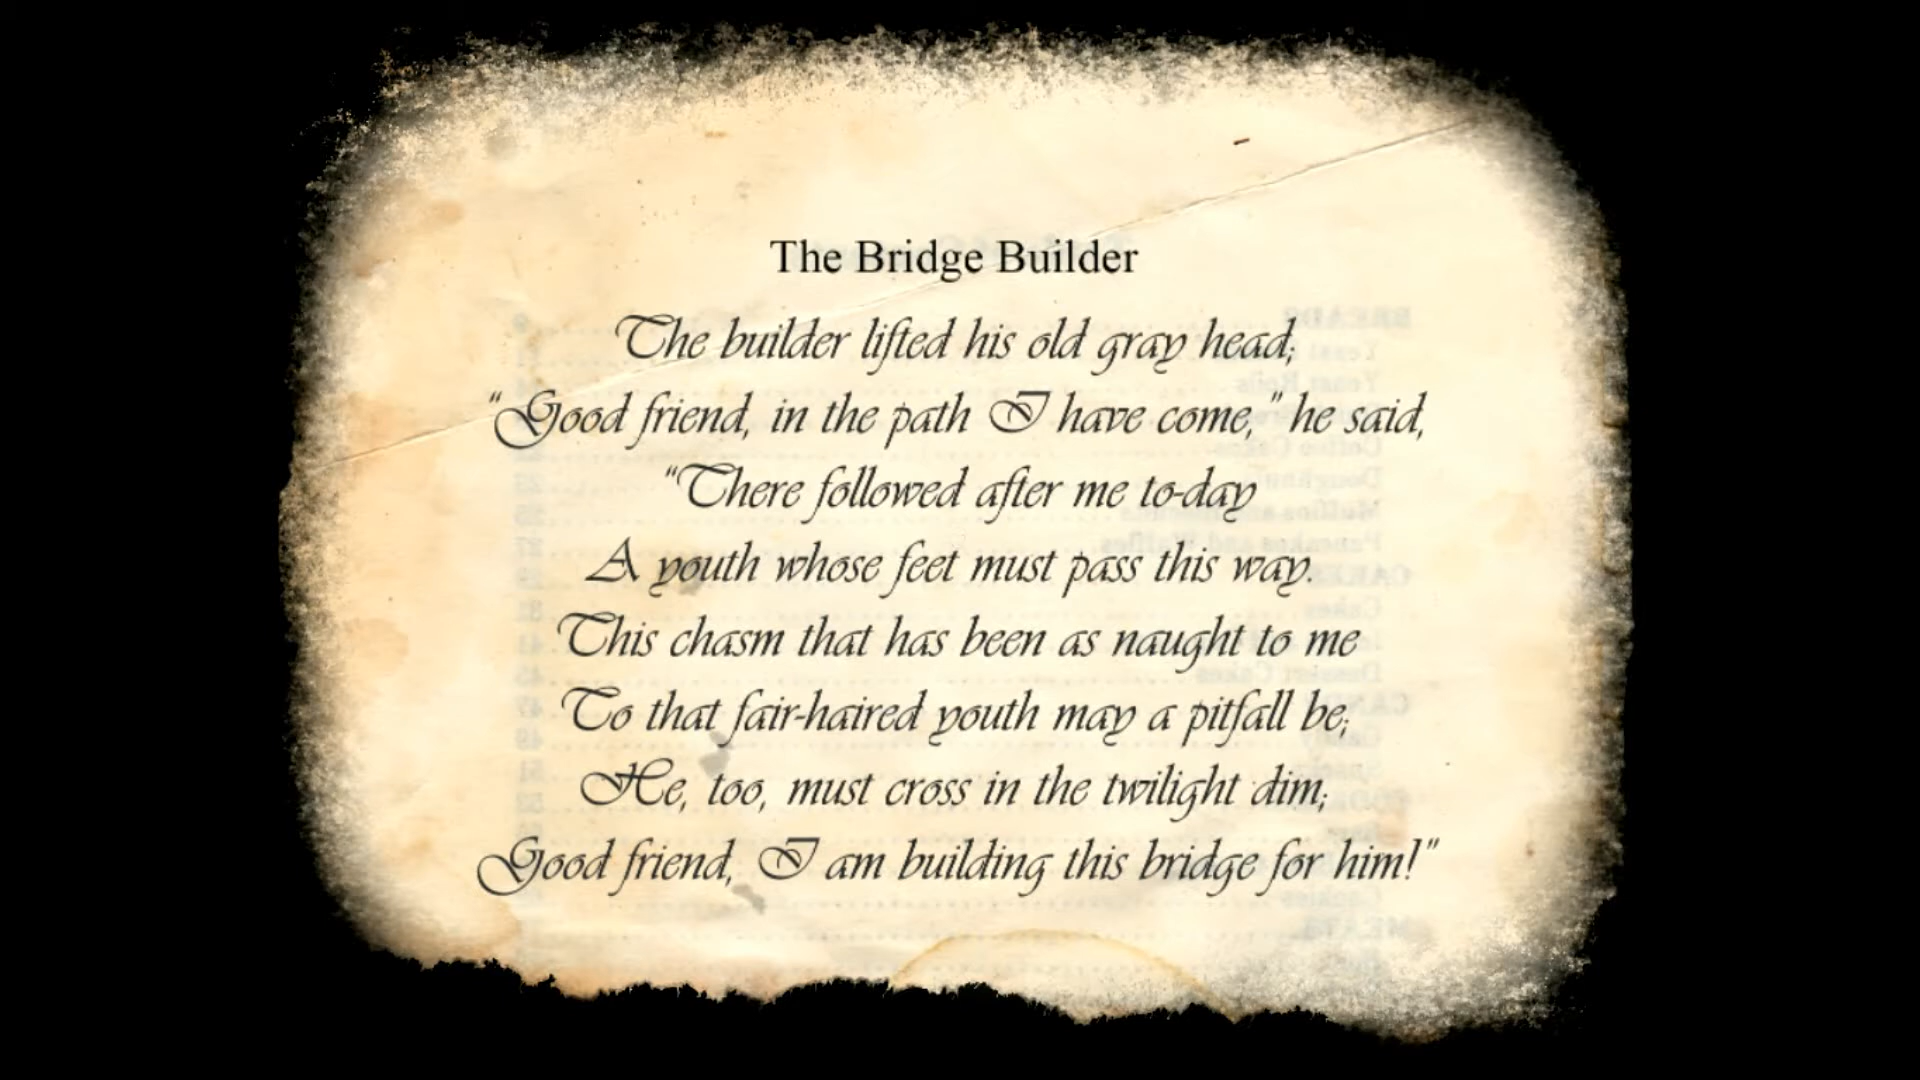 The Bridge Builder
The builder lifted his old gray head;
“Good friend, in the path I have come,” he said,
“There followed after me to-day
A youth whose feet must pass this way.
This chasm that has been as naught to me
To that fair-haired youth may a pitfall be;
He, too, must cross in the twilight dim;
Good friend, I am building this bridge for him!”